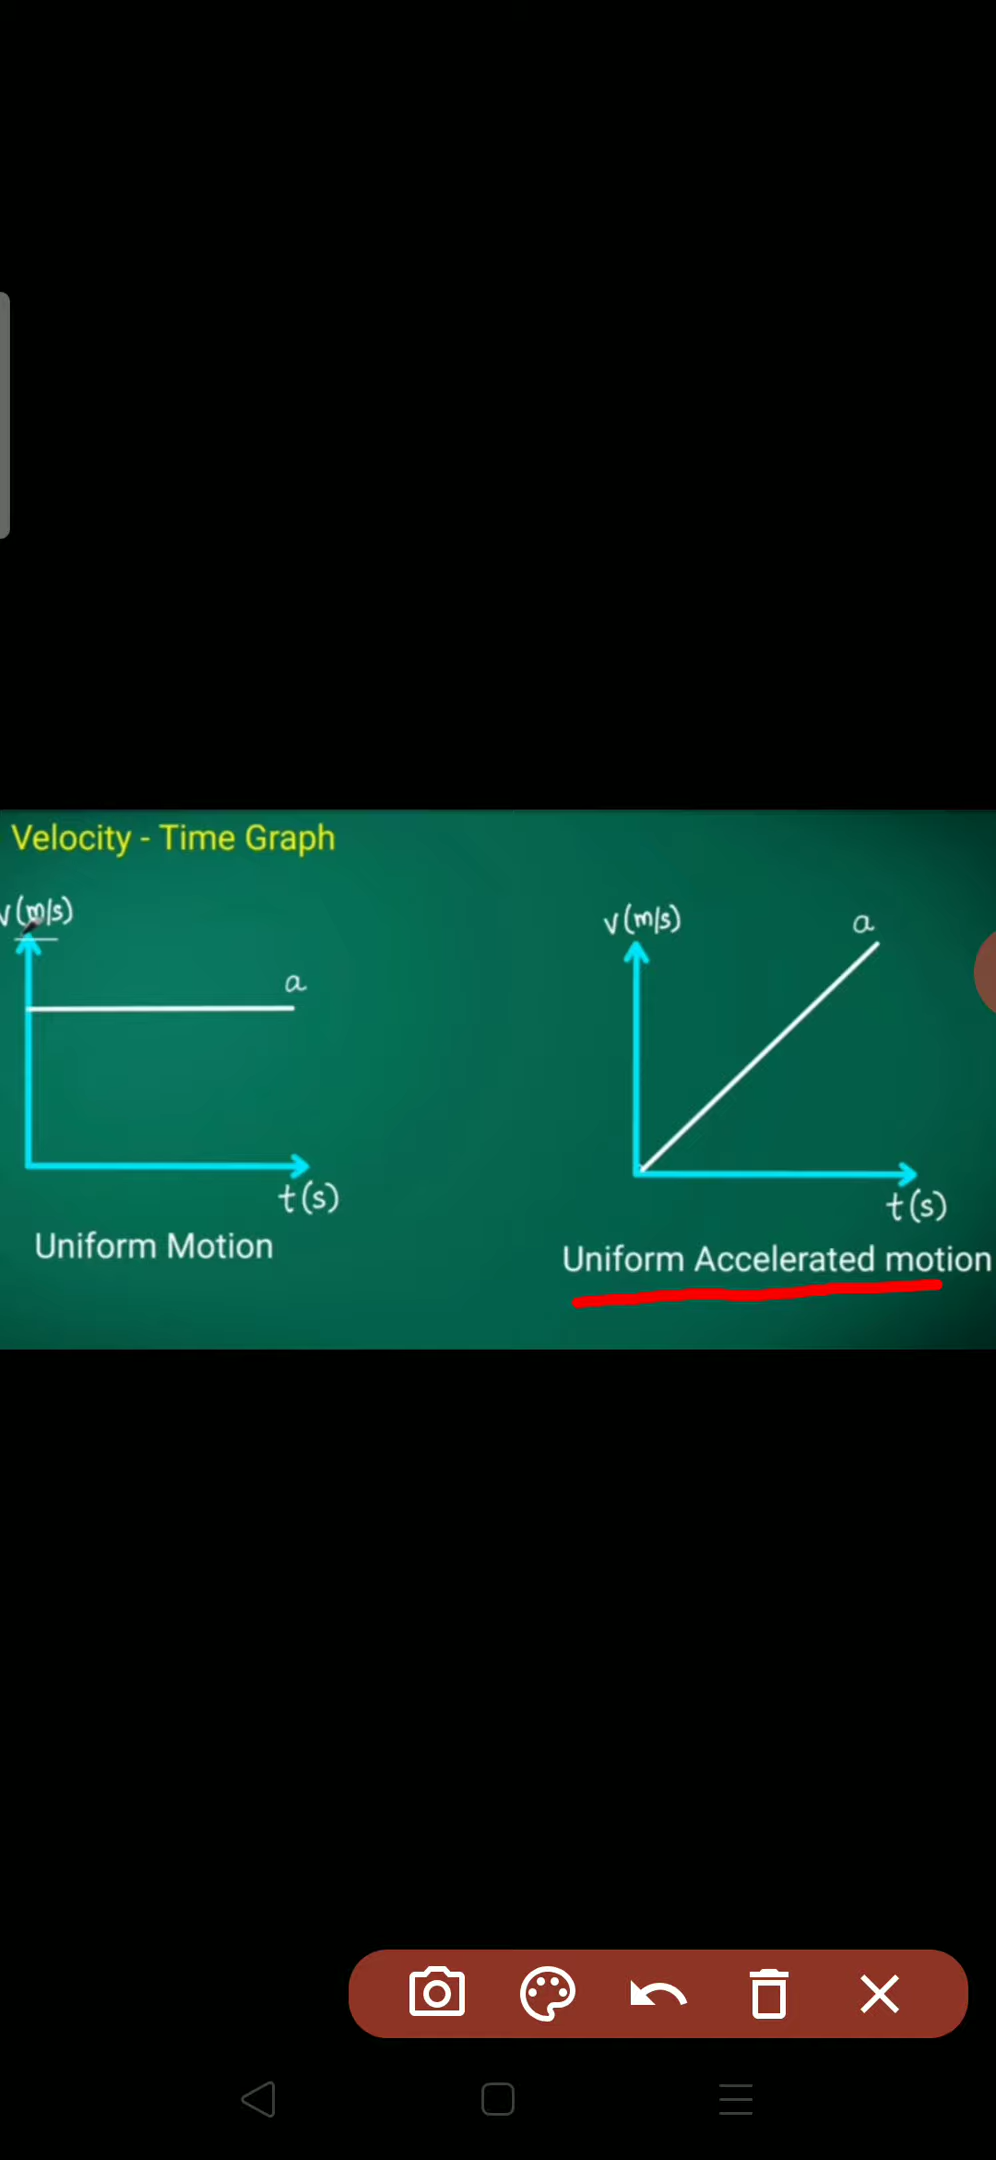 Velocity - Time Graph
v(m/s)
a
t(s)
Uniform Motion
v(m/s)
a
t(s)
Uniform Accelerated motion